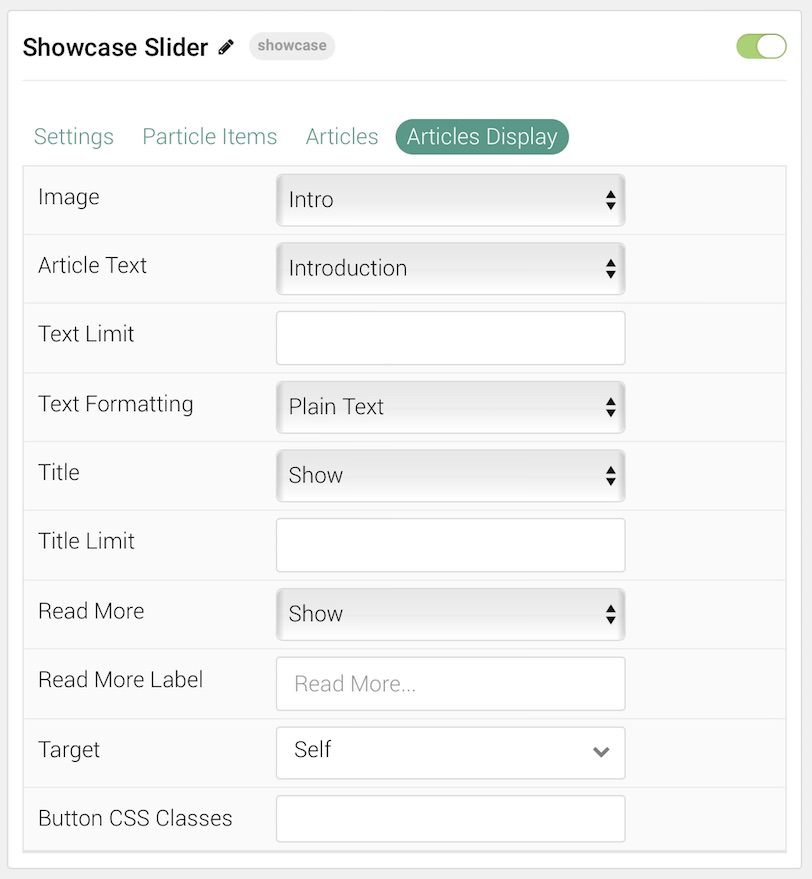 Showcase Slider showcase
Settings Particle Items Articles Articles Display
Image Intro
Article Text Introduction
Text Limit
Text Formatting Plain Text
Title Show
Title Limit
Read More Show
Read More Label Read More...
Target Self
Button CSS Classes